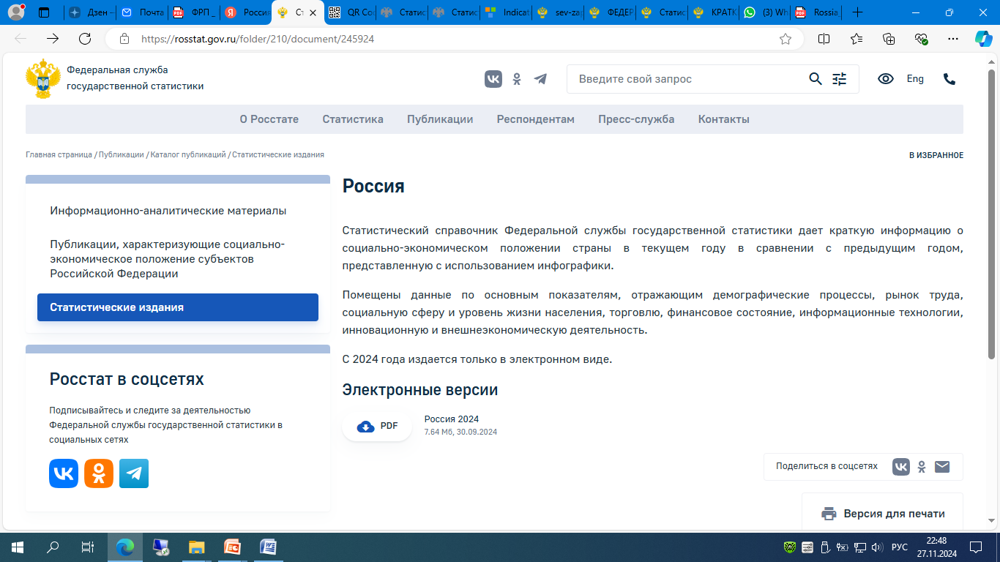 Дзен –
Почта
ФРП _
Россия
Ст
QR Co
Статис
Статис
Indicat
sev-za
ФЕДЕР
Статис
КРАТК
(3) Wh
Rossia_
https://rosstat.gov.ru/folder/210/document/245924
Федеральная служба
государственной статистики
Введите свой запрос
Eng
О Росстате Статистика Публикации Респондентам Пресс-служба Контакты
Главная страница / Публикации / Каталог публикаций / Статистические издания
В ИЗБРАННОЕ
Информационно-аналитические материалы
Публикации, характеризующие социально-
экономическое положение субъектов
Российской Федерации
Статистические издания
Росстат в соцсетях
Подписывайтесь и следите за деятельностью
Федеральной службы государственной статистики в
социальных сетях
Россия
Статистический справочник Федеральной службы государственной статистики дает краткую информацию о
социально-экономическом положении страны в текущем году в сравнении с предыдущим годом,
представленную с использованием инфографики.
Помещены данные по основным показателям, отражающим демографические процессы, рынок труда,
социальную сферу и уровень жизни населения, торговлю, финансовое состояние, информационные технологии,
инновационную и внешнеэкономическую деятельность.
С 2024 года издается только в электронном виде.
Электронные версии
PDF
Россия 2024
7.64 Мб, 30.09.2024
Поделиться в соцсетях
Версия для печати
РУС
22:48
27.11.2024